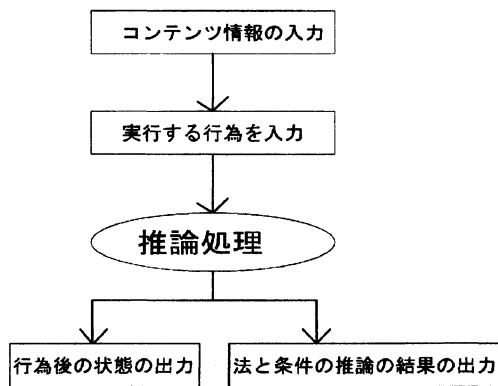 コンテンツ情報の入力
実行する行為を入力
推論処理
行為後の状態の出力
法と条件の推論の結果の出力